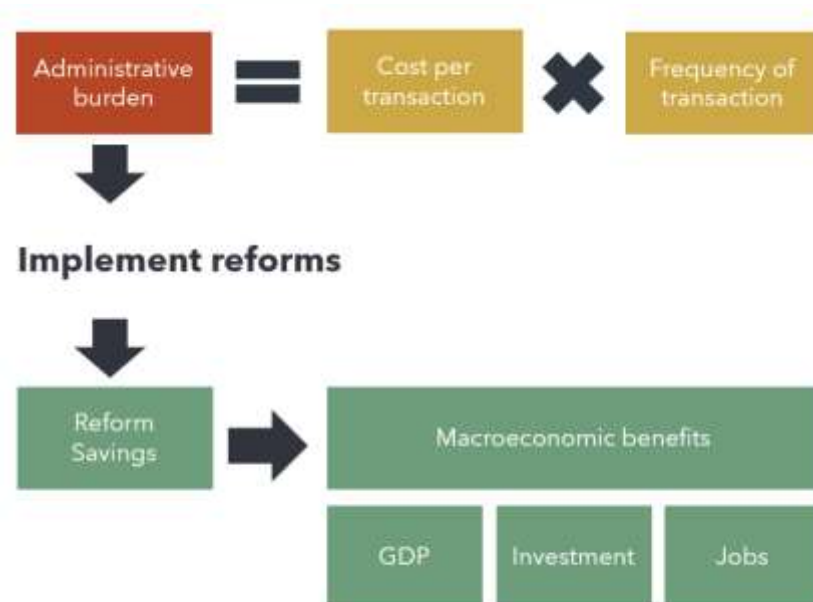 Administrative
burden
Cost per
transaction
Frequency of
transaction
Implement reforms
Reform
Savings
Macroeconomic benefits
GDP
Investment
Jobs